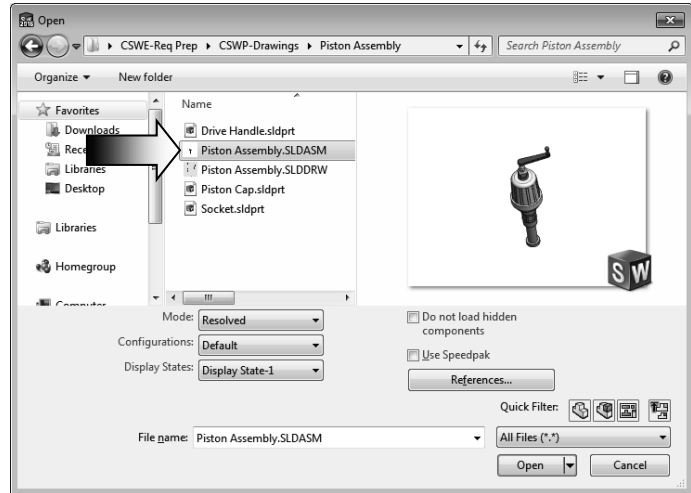 Open
CSWE-Req Prep ▸ CSWP-Drawings ▸ Piston Assembly
Search Piston Assembly
Organize
New folder
Favorites
Downloads
Libraries
Desktop
Libraries
Homegroup
Computer
Name
Drive Handle.sldprt
Piston Assembly.SLDASM
Piston Assembly.SLDDRW
Piston Cap.sldprt
Socket.sldprt
SW
Mode: Resolved
Configurations: Default
Display States: Display State-1
Do not load hidden
components
Use Speedpak
References...
Quick Filter:
File name: Piston Assembly.SLDASM
All Files (*.*)
Open
Cancel